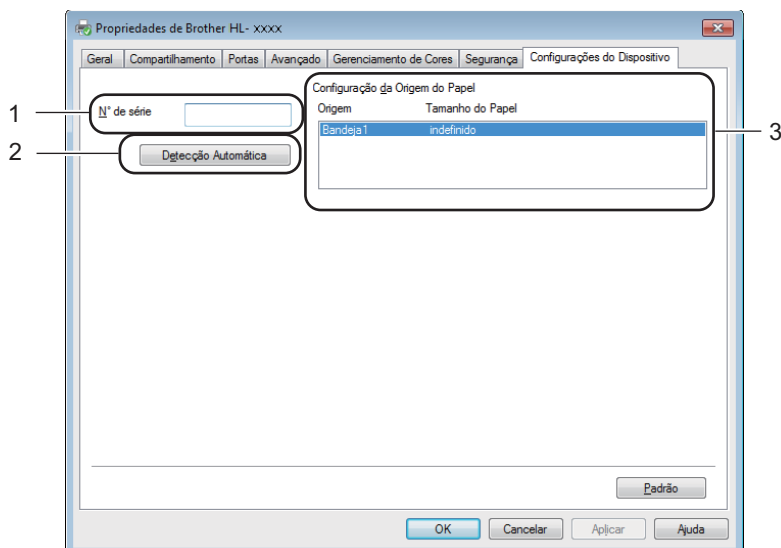 Propriedades de Brother HL- xxxx
Geral Compartilhamento Portas Avançado Gerenciamento de Cores Segurança Configurações do Dispositivo
1
N° de série
2
Detecção Automática
Configuração da Origem do Papel
Origem Tamanho do Papel
Bandeja1 indefinido
3
Padrão
OK Cancelar Aplicar Ajuda